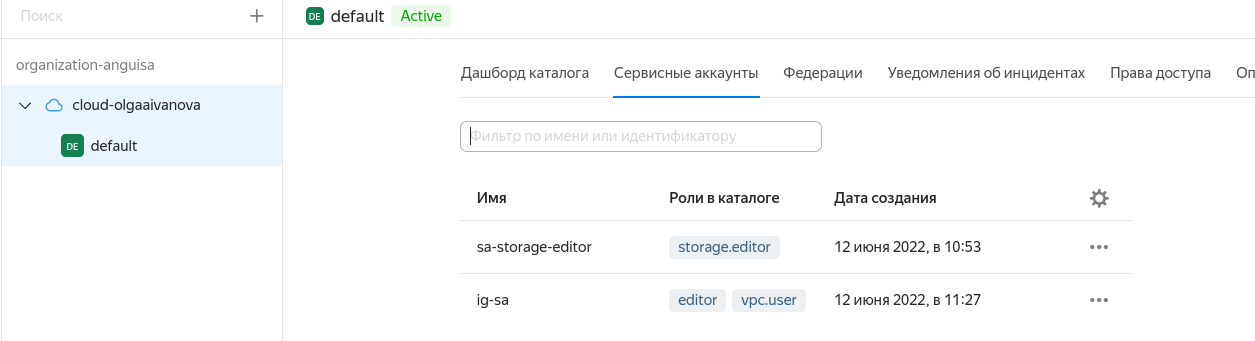 Поиск
+
DE default Active
organization-anguisa
cloud-olgaaivanova
DE default
Дашборд каталога Сервисные аккаунты Федерации Уведомления об инцидентах Права доступа Оп
Фильтр по имени или идентификатору
Имя Роли в каталоге Дата создания
sa-storage-editor storage.editor 12 июня 2022, в 10:53
ig-sa editor vpc.user 12 июня 2022, в 11:27